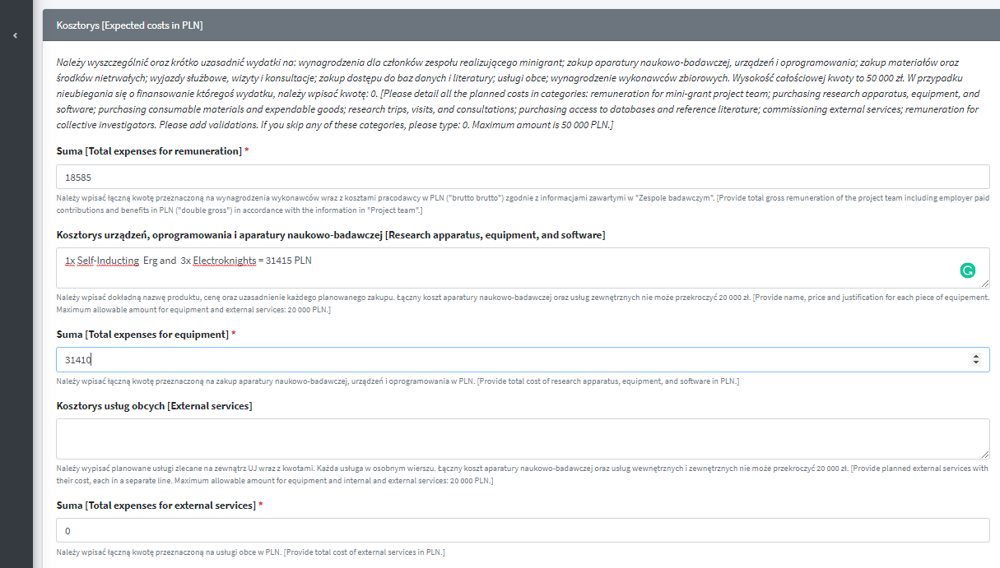 Kosztorys [Expected costs in PLN]
Należy wyszczególnić oraz krótko uzasadnić wydatki na: wynagrodzenia dla członków zespołu realizującego minigrant; zakup aparatury naukowo-badawczej, urządzeń i oprogramowania; zakup materiałów oraz
środków nietrwałych; wyjazdy służbowe, wizyty i konsultacje; zakup dostępu do baz danych i literatury; usługi obce; wynagrodzenie wykonawców zbiorowych. Wysokość całościowej kwoty to 50 000 zł. W przypadku
nieubiegania się o finansowanie któregoś wydatku, należy wpisać kwotę: 0. [Please detail all the planned costs in categories: remuneration for mini-grant project team; purchasing research apparatus, equipment, and
software; purchasing consumable materials and expendable goods; research trips, visits, and consultations; purchasing access to databases and reference literature; commissioning external services; remuneration for
collective investigators. Please add validations. If you skip any of these categories, please type: 0. Maximum amount is 50 000 PLN.]
Suma [Total expenses for remuneration] *
18585
Należy wpisać łączną kwotę przeznaczoną na wynagrodzenia wykonawców wraz z kosztami pracodawcy w PLN ("brutto brutto") zgodnie z informacjami zawartymi w "Zespole badawczym". [Provide total gross remuneration of the project team including employer paid
contributions and benefits in PLN ("double gross") in accordance with the information in "Project team".]
Kosztorys urządzeń, oprogramowania i aparatury naukowo-badawczej [Research apparatus, equipment, and software]
1x Self-Inducting Erg and 3x Electroknights = 31415 PLN
Należy wpisać dokładną nazwę produktu, cenę oraz uzasadnienie każdego planowanego zakupu. Łączny koszt aparatury naukowo-badawczej oraz usług zewnętrznych nie może przekroczyć 20 000 zł. [Provide name, price and justification for each piece of equipement.
Maximum allowable amount for equipment and external services: 20 000 PLN.]
Suma [Total expenses for equipment] *
31410
Należy wpisać łączną kwotę przeznaczoną na zakup aparatury naukowo-badawczej, urządzeń i oprogramowania w PLN. [Provide total cost of research apparatus, equipment, and software in PLN.]
Kosztorys usług obcych [External services]
Należy wypisać planowane usługi zlecane na zewnątrz UJ wraz z kwotami. Każda usługa w osobnym wierszu. Łączny koszt aparatury naukowo-badawczej oraz usług wewnętrznych i zewnętrznych nie może przekroczyć 20 000 zł. [Provide planned external services with
their cost, each in a separate line. Maximum allowable amount for equipment and internal and external services: 20 000 PLN.]
Suma [Total expenses for external services] *
0
Należy wpisać łączną kwotę przeznaczoną na usługi obce w PLN. [Provide total cost of external services in PLN.]